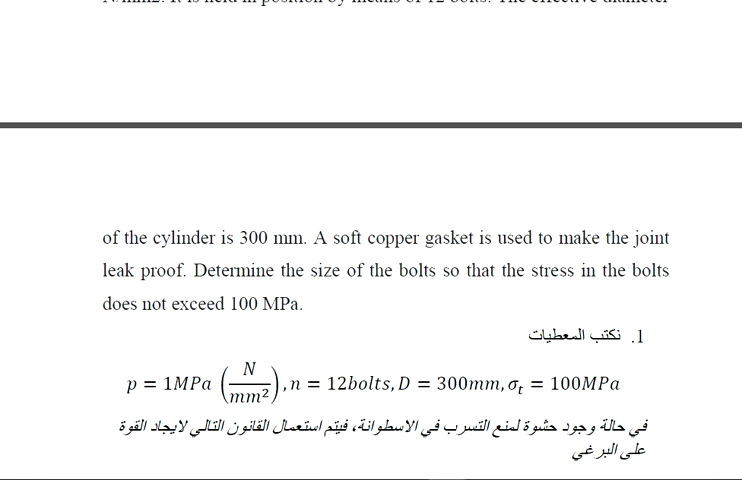 of the cylinder is 300 mm. A soft copper gasket is used to make the joint
leak proof. Determine the size of the bolts so that the stress in the bolts
does not exceed 100 MPa.
1. نكتب المعطيات
p = 1MPa (N/mm²), n = 12bolts, D = 300mm, σₜ = 100MPa
في حالة وجود حشوة لمنع التسرب في الاسطوانة، فيتم استعمال القانون التالي لايجاد القوة
على البرغي